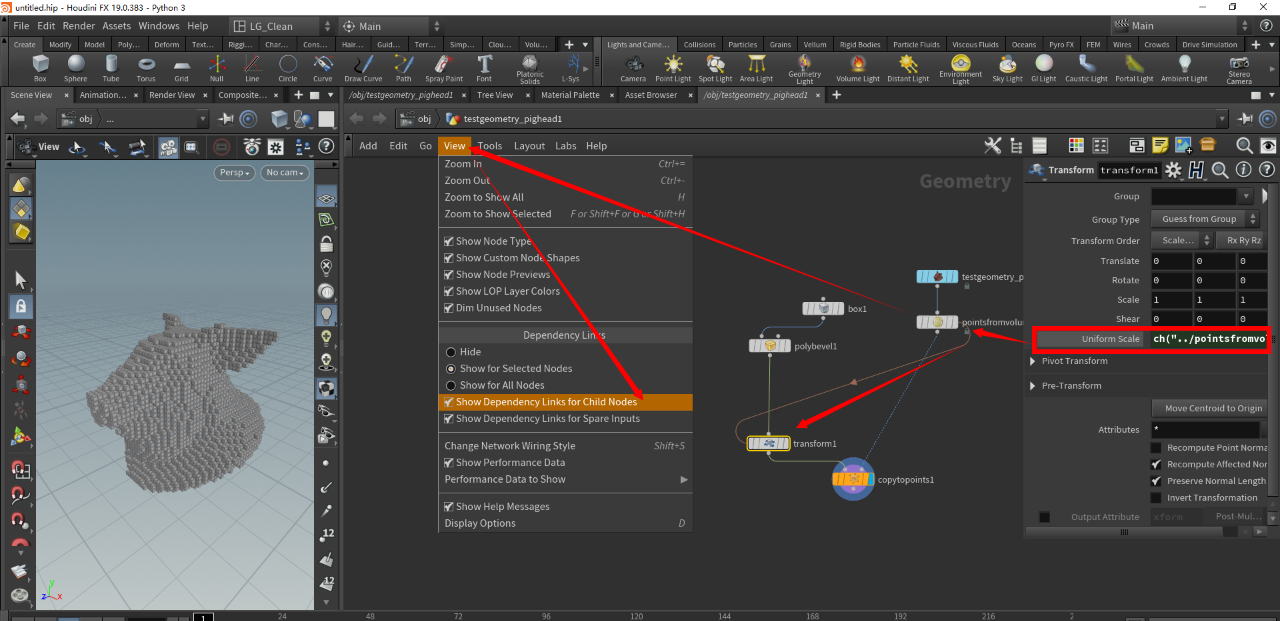 untitled.hip - Houdini FX 19.0.383 - Python 3
File Edit Render Assets Windows Help LG_Clean Main Main
Create Modify Model Poly... Deform Text... Riggi... Char... Cons... Hair... Guid... Terr... Simp... Clou... Volu...
Lights and Came... Collisions Particles Grains Vellum Rigid Bodies Particle Fluids Viscous Fluids Oceans Pyro FX FEM Wires Crowds Drive Simulation
Box Sphere Tube Torus Grid Null Line Circle Curve Draw Curve Path Spray Paint Font Platonic Solids L-Sys
Camera Point Light Spot Light Area Light Geometry Light Volume Light Distant Light Environment Light Sky Light GI Light Caustic Light Portal Light Ambient Light Stereo Camera
Scene View Animation... Render View Composite...
/obj/testgeometry_pighead1 Tree View Material Palette Asset Browser /obj/testgeometry_pighead1
obj ...
obj testgeometry_pighead1
View
Persp No cam
Add Edit Go View Tools Layout Labs Help
Zoom In Ctrl+=
Zoom Out Ctrl+-
Zoom to Show All H
Zoom to Show Selected F or Shift+F or G or Shift+H
Show Node Type
Show Custom Node Shapes
Show Node Previews
Show LOP Layer Colors
Dim Unused Nodes
Dependency Links
Hide
Show for Selected Nodes
Show for All Nodes
Show Dependency Links for Child Nodes
Show Dependency Links for Spare Inputs
Change Network Wiring Style Shift+S
Show Performance Data
Performance Data to Show
Show Help Messages
Display Options D
Geometry
testgeometry_p
box1
pointsfromvolu
polybevel1
transform1
copytopoints1
Transform transform1
Group
Group Type Guess from Group
Transform Order Scale... Rx Ry Rz
Translate 0 0 0
Rotate 0 0 0
Scale 1 1 1
Shear 0 0 0
Uniform Scale ch("../pointsfromvol
Pivot Transform
Pre-Transform
Move Centroid to Origin
Attributes *
Recompute Point Norma
Recompute Affected Nor
Preserve Normal Length
Invert Transformation
Output Attribute xform Post-Mul...
12
12
y
z x
1 24 48 72 96 120 144 168 192 216 2